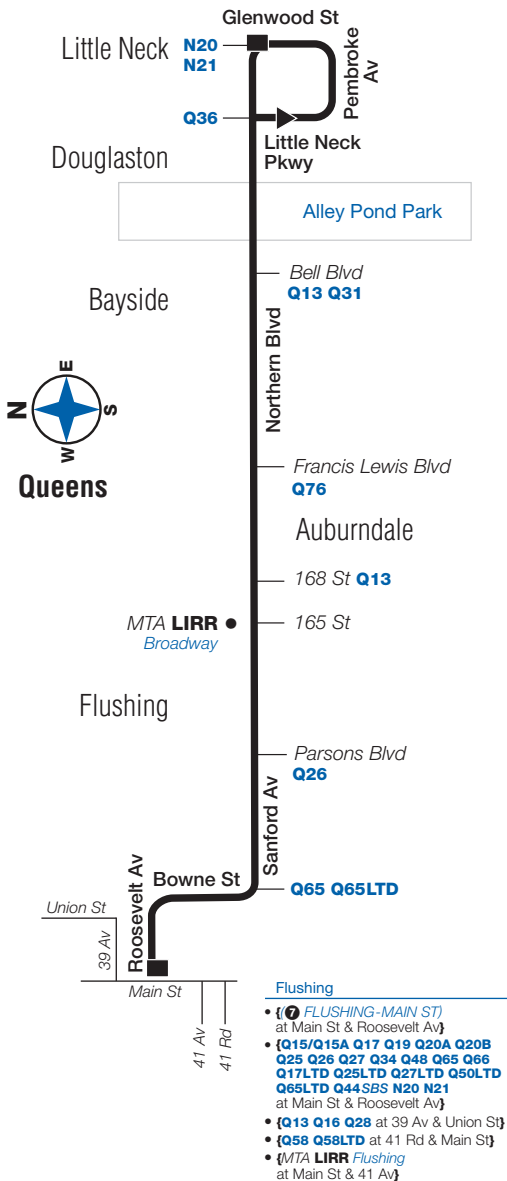 Glenwood St
Little Neck
N20
N21
Pembroke
Av
Q36
Little Neck
Pkwy
Douglaston
Alley Pond Park
Bell Blvd
Q13 Q31
Bayside
Northern Blvd
E
N
S
W
Queens
Francis Lewis Blvd
Q76
Auburndale
168 St Q13
MTA LIRR
Broadway
165 St
Flushing
Parsons Blvd
Q26
Sanford Av
Bowne St
Q65 Q65LTD
Roosevelt Av
Union St
39 Av
Main St
41 Av
41 Rd
Flushing
• {(7 FLUSHING-MAIN ST)
at Main St & Roosevelt Av}
• {Q15/Q15A Q17 Q19 Q20A Q20B
Q25 Q26 Q27 Q34 Q48 Q65 Q66
Q17LTD Q25LTD Q27LTD Q50LTD
Q65LTD Q44SBS N20 N21
at Main St & Roosevelt Av}
• {Q13 Q16 Q28 at 39 Av & Union St}
• {Q58 Q58LTD at 41 Rd & Main St}
• {MTA LIRR Flushing
at Main St & 41 Av}